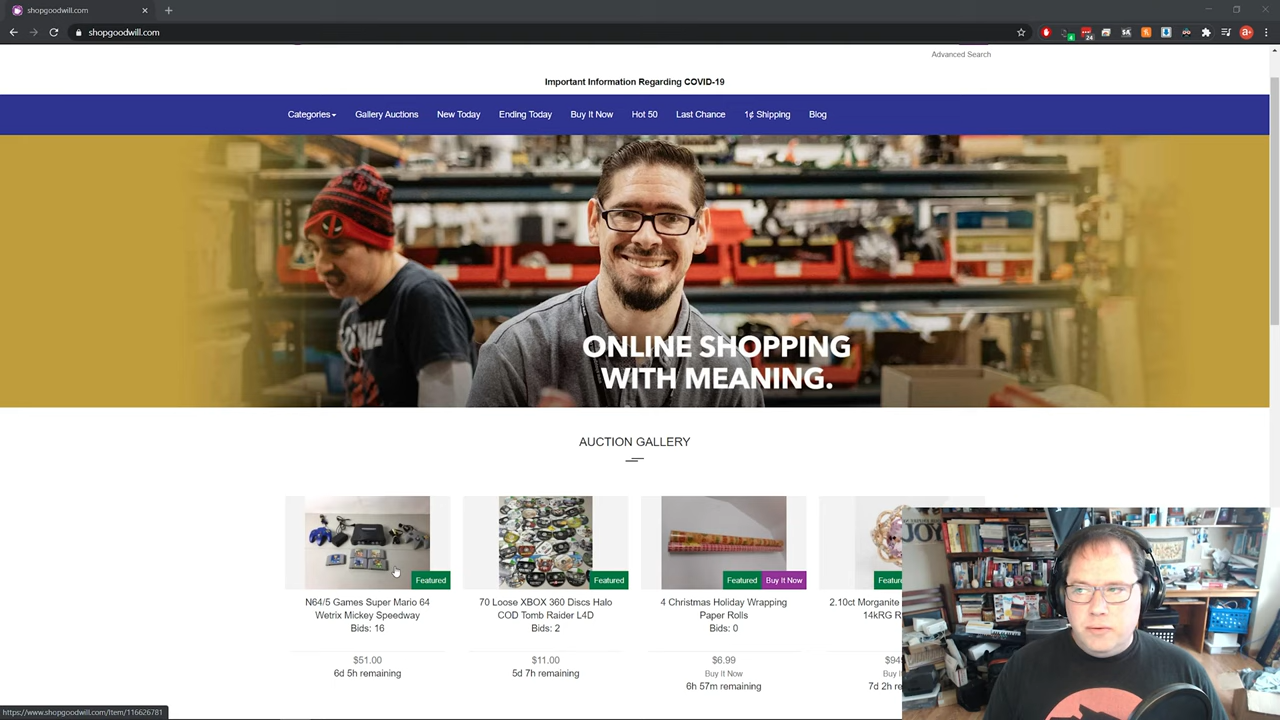 shopgoodwill.com
shopgoodwill.com
Advanced Search
Important Information Regarding COVID-19
Categories
Gallery Auctions
New Today
Ending Today
Buy It Now
Hot 50
Last Chance
1¢ Shipping
Blog
ONLINE SHOPPING
WITH MEANING.
AUCTION GALLERY
Featured
N64/5 Games Super Mario 64
Wetrix Mickey Speedway
Bids: 16
$51.00
6d 5h remaining
Featured
70 Loose XBOX 360 Discs Halo
COD Tomb Raider L4D
Bids: 2
$11.00
5d 7h remaining
Featured
Buy It Now
4 Christmas Holiday Wrapping
Paper Rolls
Bids: 0
$6.99
Buy It Now
6h 57m remaining
JOY
2.10ct Morganite
14kRG
7d 2h
https://www.shopgoodwill.com/Item/116626781